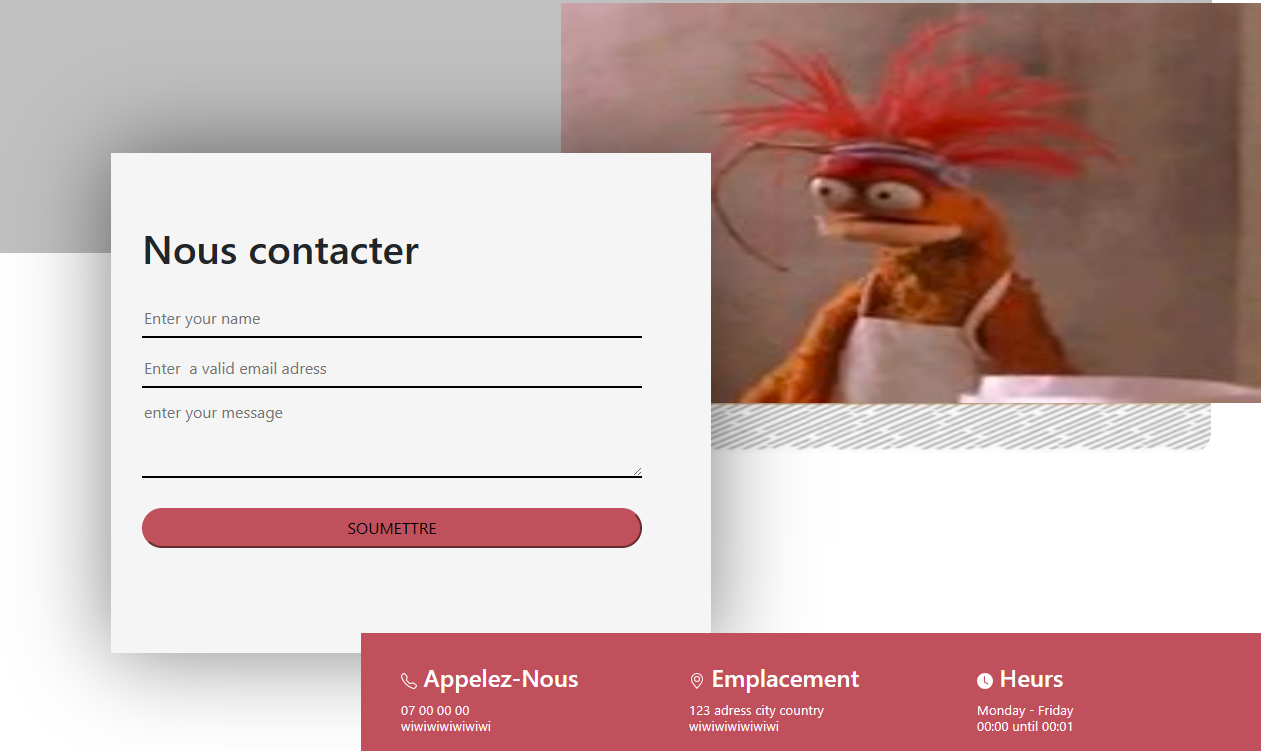 Nous contacter
Enter your name
Enter  a valid email adress
enter your message
SOUMETTRE
Appelez-Nous
07 00 00 00
wiwiwiwiwiwiwi
Emplacement
123 adress city country
wiwiwiwiwiwiwi
Heurs
Monday - Friday
00:00 until 00:01